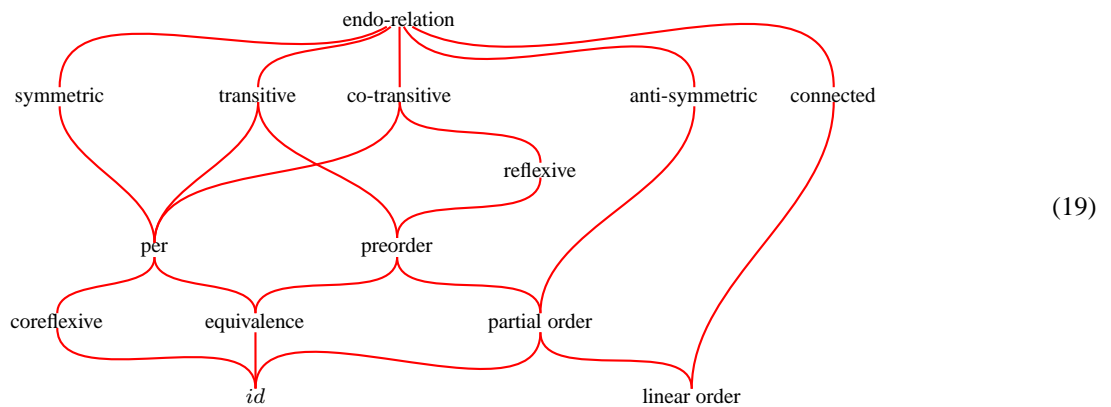 endo-relation
symmetric transitive co-transitive anti-symmetric connected
reflexive
(19)
per preorder
coreflexive equivalence partial order
id linear order